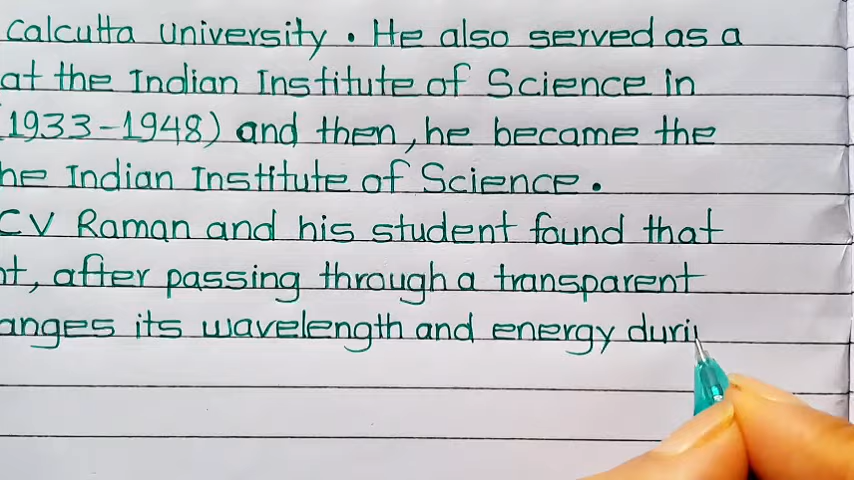 Calcutta University. He also served as a
at the Indian Institute of Science in
(1933-1948) and then, he became the
he Indian Institute of Science.
CV Raman and his student found that
ht, after passing through a transparent
anges its wavelength and energy duri